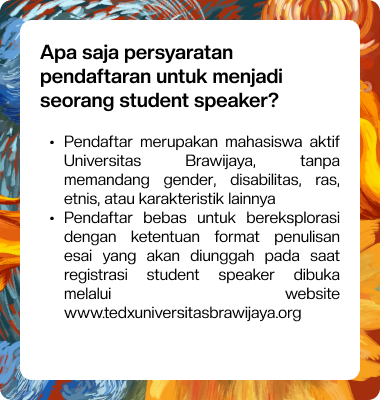 Apa saja persyaratan
pendaftaran untuk menjadi
seorang student speaker?
• Pendaftar merupakan mahasiswa aktif
Universitas Brawijaya, tanpa
memandang gender, disabilitas, ras,
etnis, atau karakteristik lainnya
• Pendaftar bebas untuk bereksplorasi
dengan ketentuan format penulisan
esai yang akan diunggah pada saat
registrasi student speaker dibuka
melalui website
www.tedxuniversitasbrawijaya.org